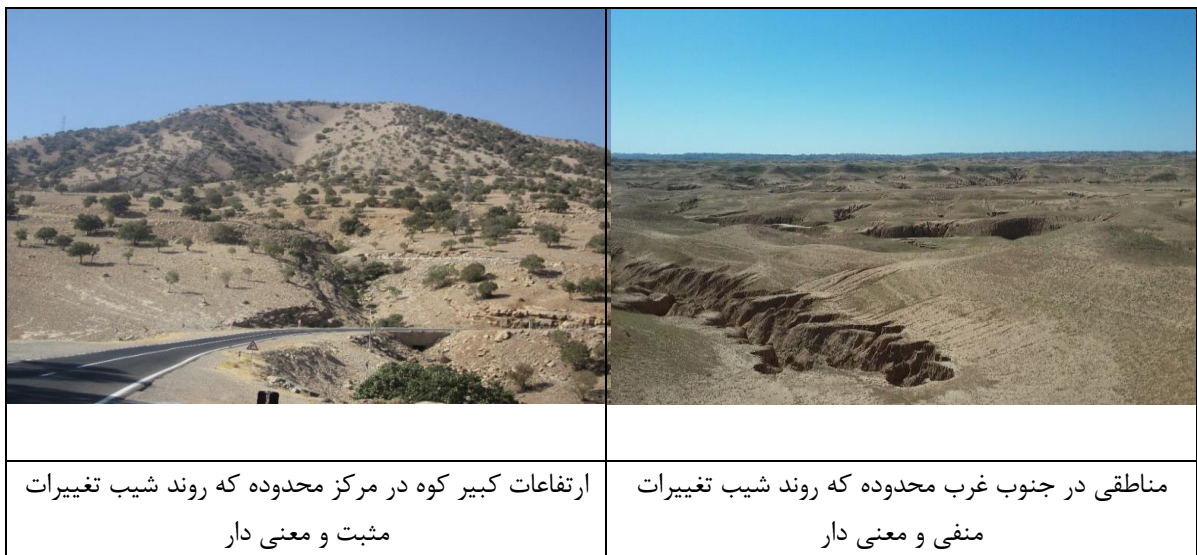 مناطقی در جنوب غرب محدوده که روند شیب تغییرات
منفی و معنی دار
ارتفاعات کبیر کوه در مرکز محدوده که روند شیب تغییرات
مثبت و معنی دار